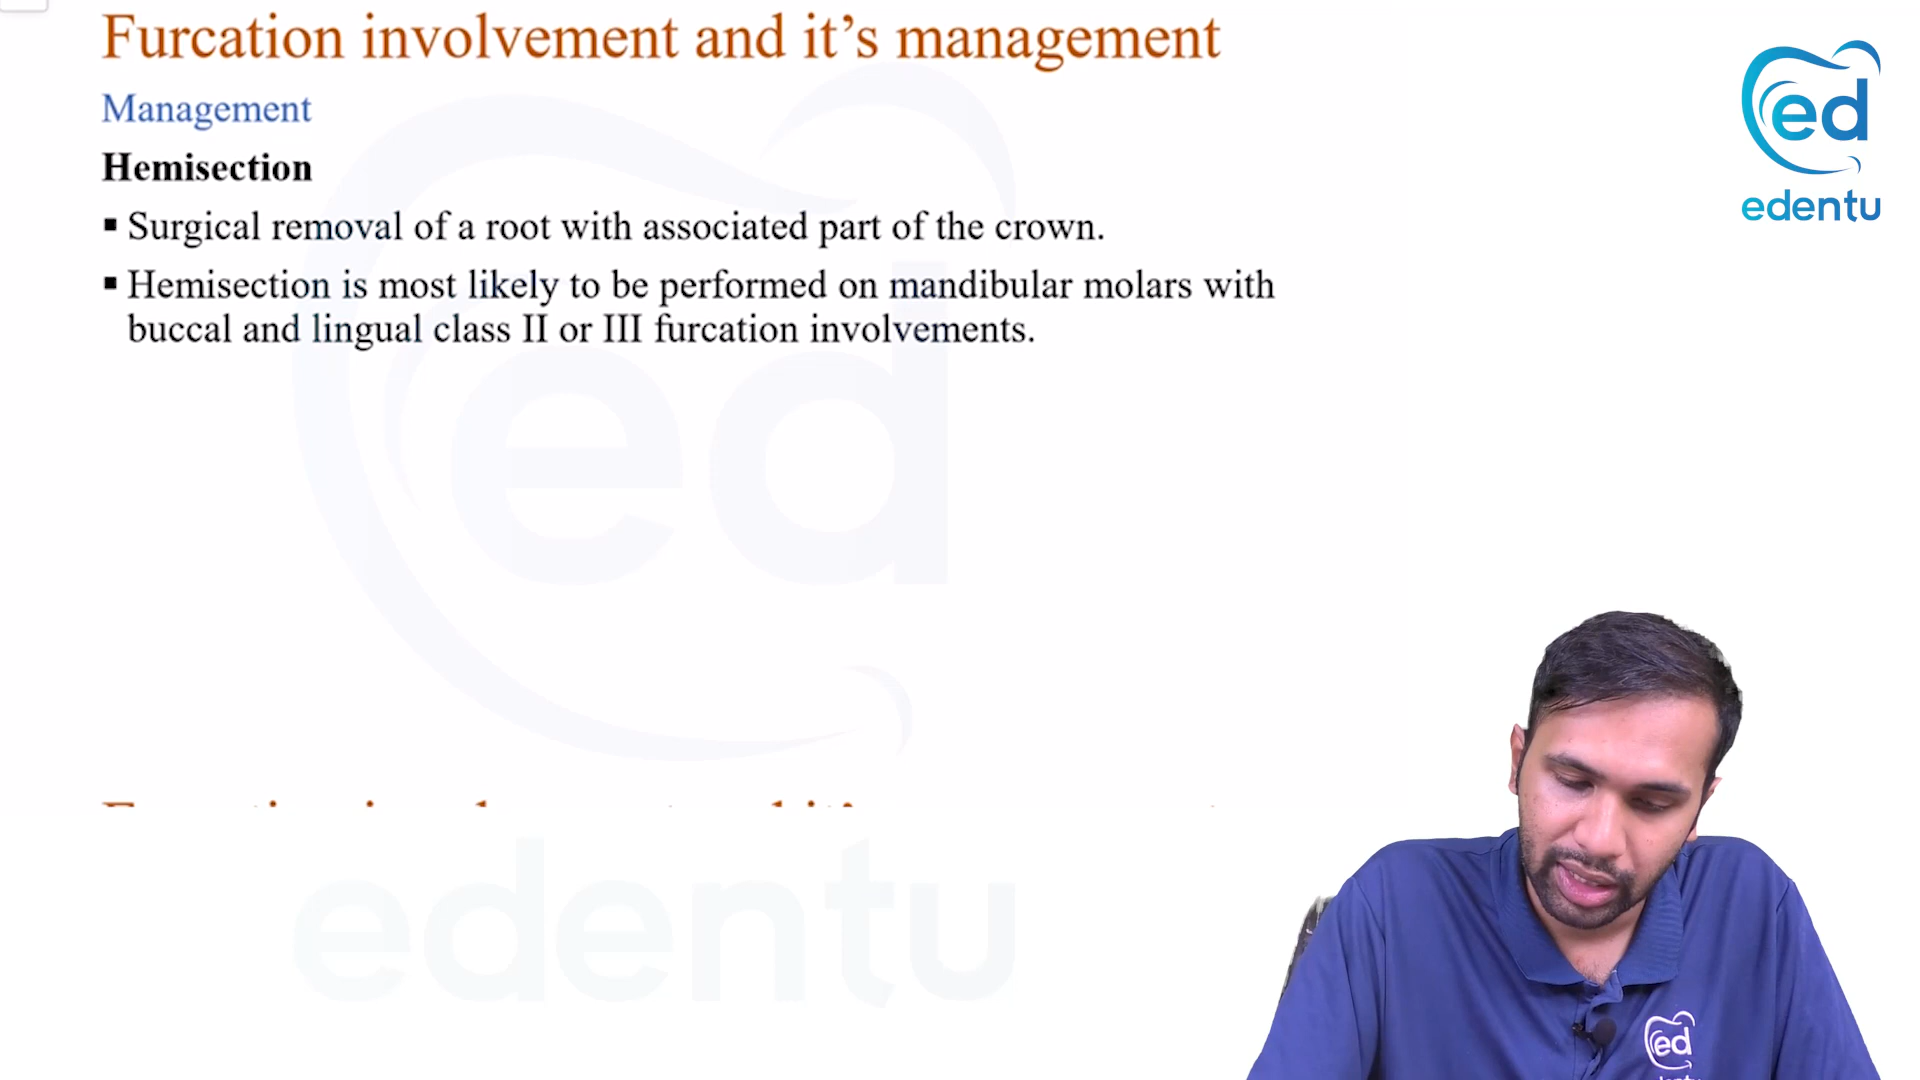 Furcation involvement and it’s management
Management
Hemisection
▪ Surgical removal of a root with associated part of the crown.
▪ Hemisection is most likely to be performed on mandibular molars with
buccal and lingual class II or III furcation involvements.
ed
edentu
ed
edentu
ed